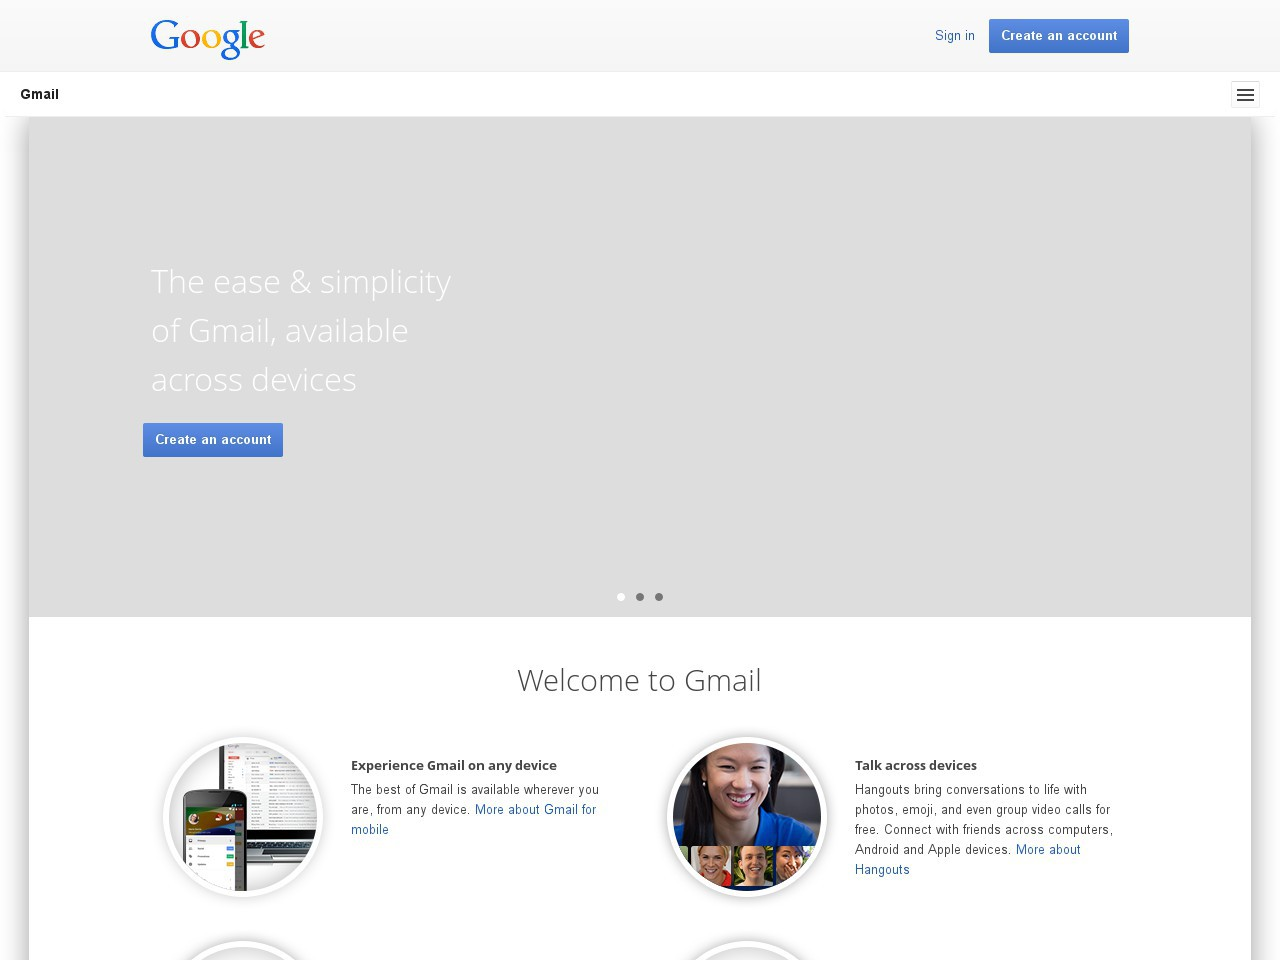 Google
Sign in
Create an account
Gmail
The ease & simplicity
of Gmail, available
across devices
Create an account
Welcome to Gmail
Experience Gmail on any device
The best of Gmail is available wherever you
are, from any device. More about Gmail for
mobile
Talk across devices
Hangouts bring conversations to life with
photos, emoji, and even group video calls for
free. Connect with friends across computers,
Android and Apple devices. More about
Hangouts